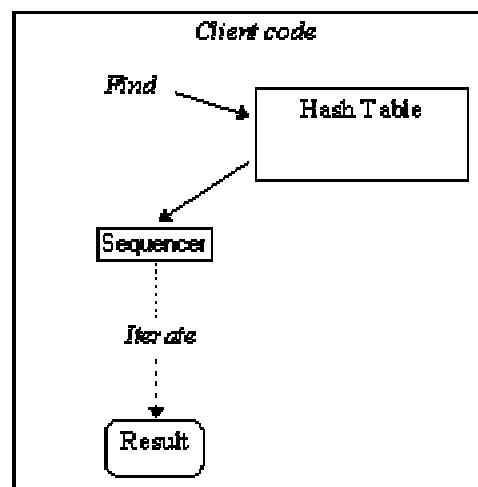 Client code
Find
Hash Table
Sequencer
Iterate
Result